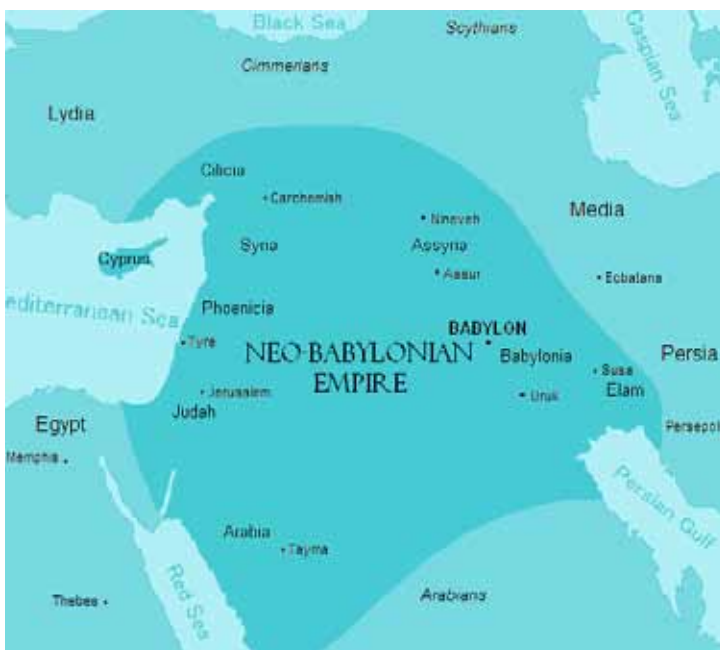 Black Sea
Scythians
Caspian Sea
Cimmerians
Lydia
Cilicia
Carchemish
Media
Nineveh
Syria
Assyria
Cyprus
Assur
Ecbatana
editerranean Sea
Phoenicia
BABYLON
Tyre
NEO-BABYLONIAN
EMPIRE
Babylonia
Persia
Susa
Elam
Jerusalem
Uruk
Judah
Egypt
Persepol
Memphis
Persian Gulf
Arabia
Tayma
Red Sea
Thebes
Arabians